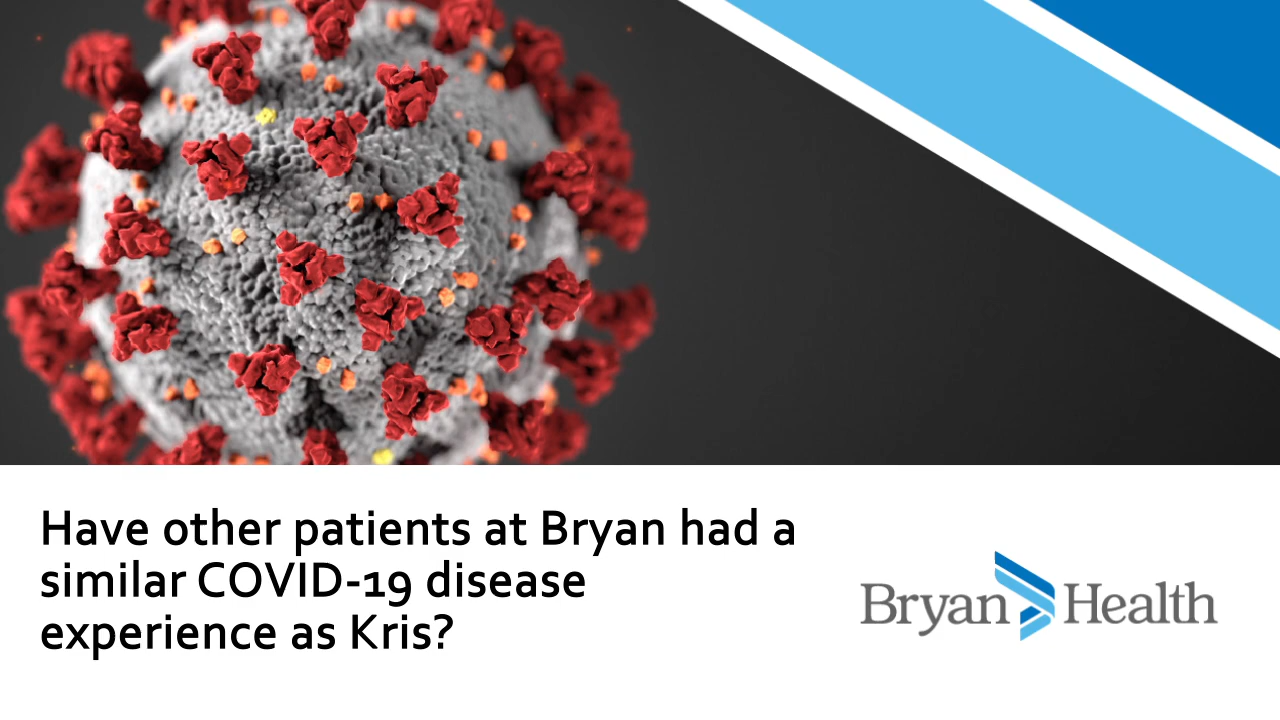 Have other patients at Bryan had a
similar COVID-19 disease
experience as Kris?
Bryan Health